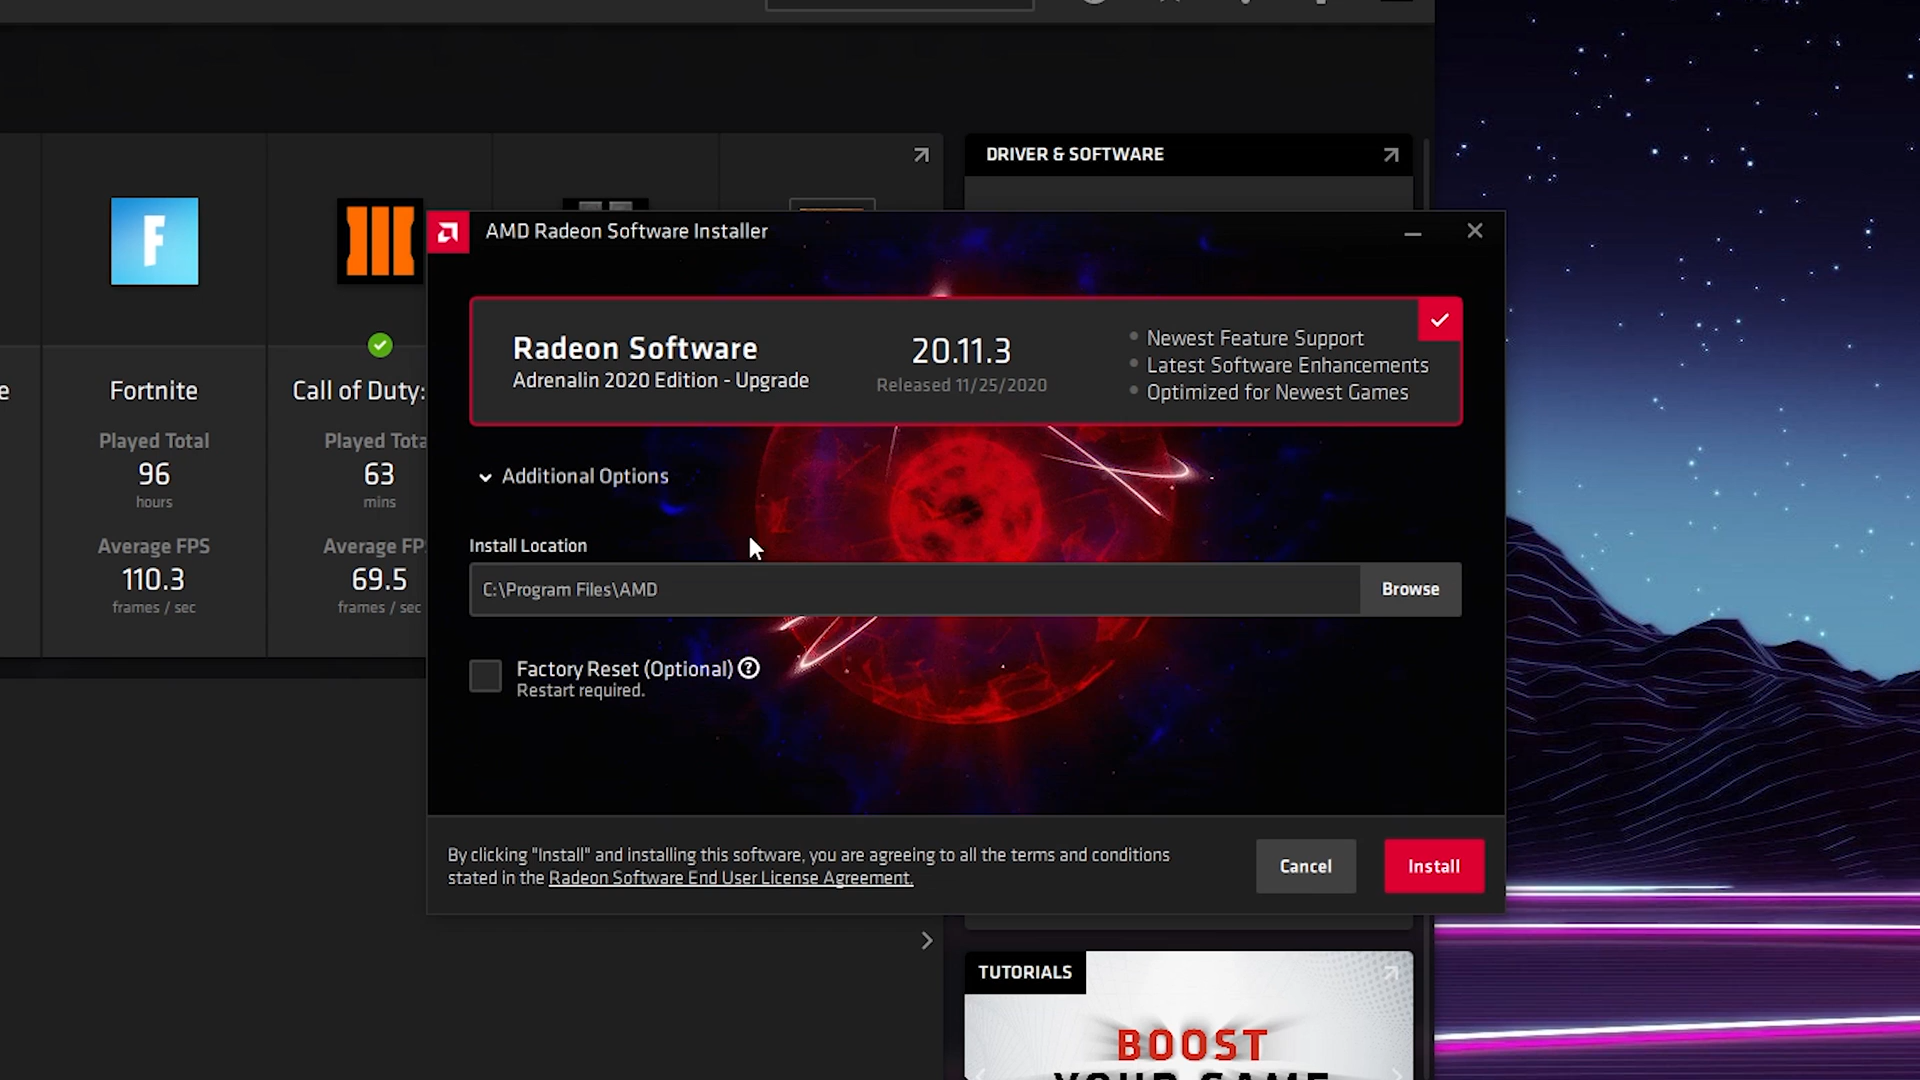 DRIVER & SOFTWARE
F
III
e
Fortnite
Played Total
96
hours
Average FPS
110.3
frames / sec
Call of Duty:
Played Tota
63
mins
Average FP
69.5
frames / sec
AMD Radeon Software Installer
Radeon Software
Adrenalin 2020 Edition - Upgrade
20.11.3
Released 11/25/2020
Newest Feature Support
Latest Software Enhancements
Optimized for Newest Games
Additional Options
Install Location
C:\Program Files\AMD
Browse
Factory Reset (Optional) ?
Restart required.
By clicking "Install" and installing this software, you are agreeing to all the terms and conditions
stated in the Radeon Software End User License Agreement.
Cancel
Install
TUTORIALS
BOOST
YOUR GAME